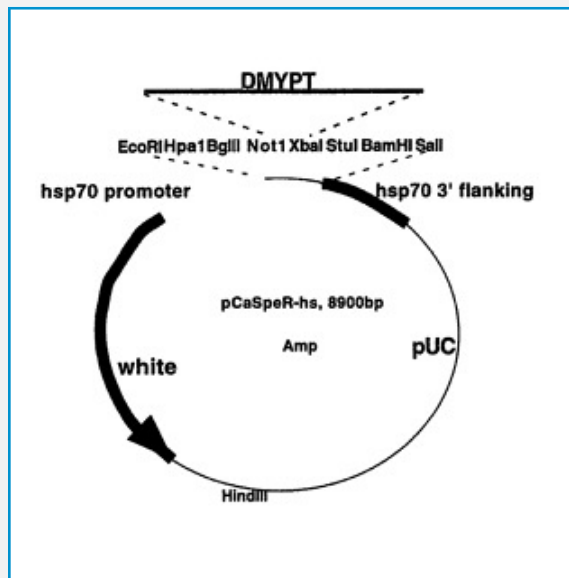 DMYPT
EcoRI Hpa1 BglII Not1 XbaI StuI BamHI SalI
hsp70 promoter
hsp70 3' flanking
pCaSpeR-hs, 8900bp
Amp
pUC
white
HindIII